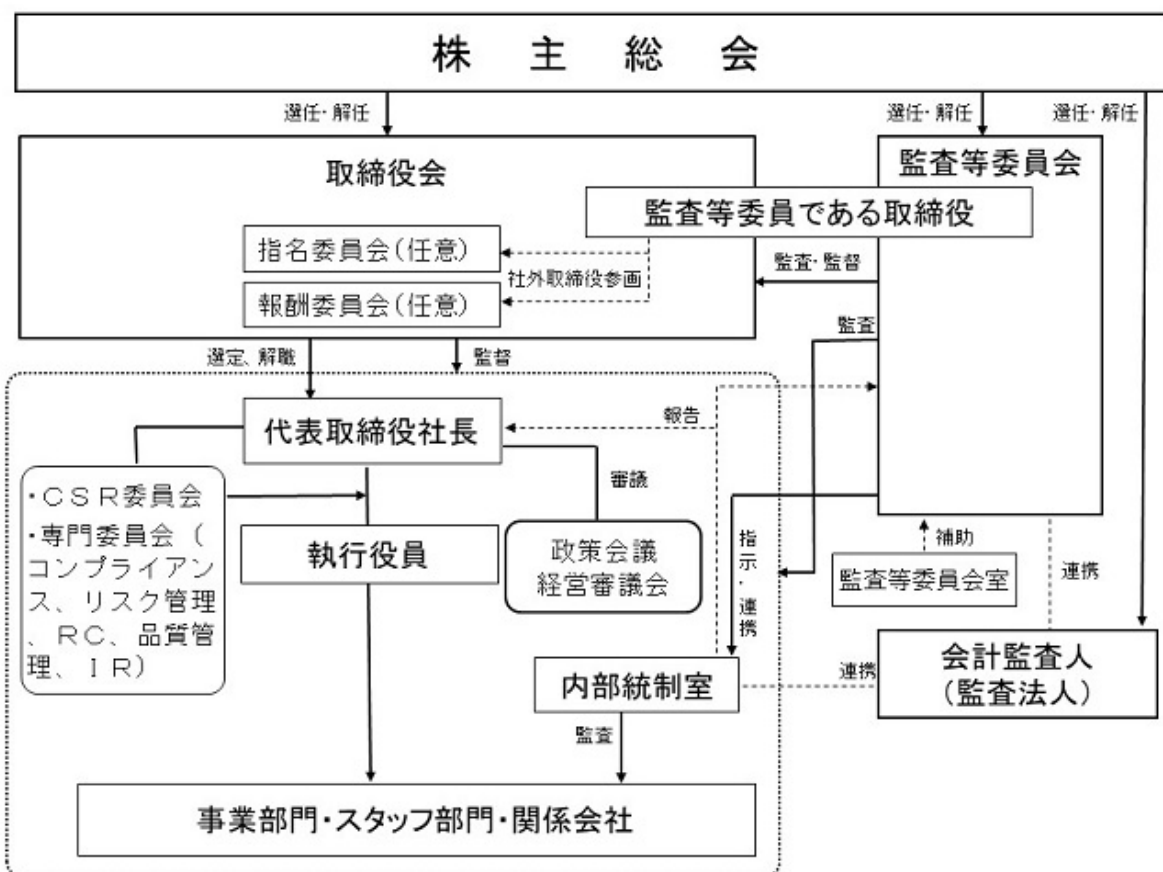 株主総会
選任・解任
選任・解任
選任・解任
取締役会
監査等委員会
監査等委員である取締役
指名委員会(任意)
社外取締役参画
報酬委員会(任意)
監査・監督
監査
選定、解職
監督
代表取締役社長
報告
審議
・CSR委員会
・専門委員会(
コンプライアン
ス、リスク管理
、RC、品質管
理、IR)
執行役員
政策会議
経営審議会
指示・連携
補助
監査等委員会室
連携
内部統制室
連携
会計監査人
(監査法人)
監査
事業部門・スタッフ部門・関係会社